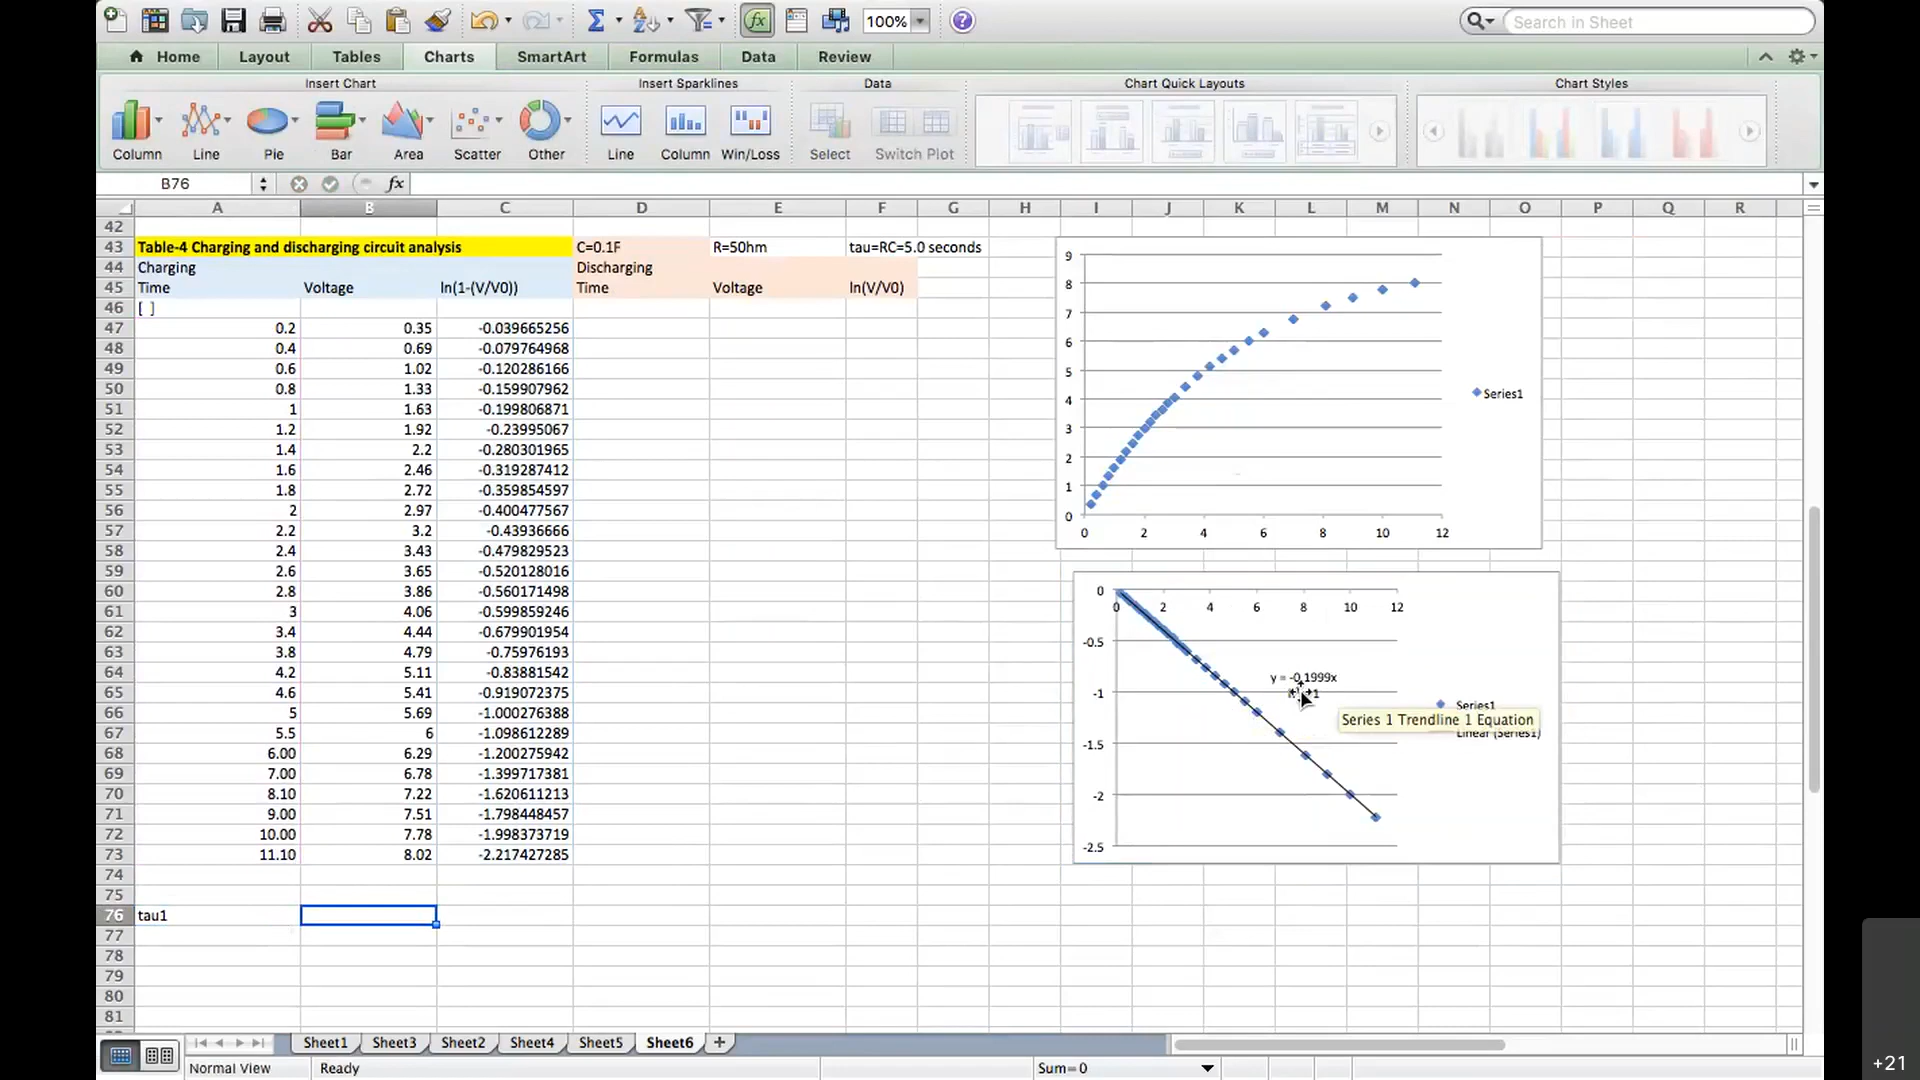 100%
Search in Sheet
Home Layout Tables Charts SmartArt Formulas Data Review
Insert Chart Insert Sparklines Data Chart Quick Layouts Chart Styles
Column Line Pie Bar Area Scatter Other Line Column Win/Loss Select Switch Plot
B76 fx
A B C D E F G H I J K L M N O P Q R
42
43 Table-4 Charging and discharging circuit analysis C=0.1F R=50hm tau=RC=5.0 seconds
44 Charging Discharging
45 Time Voltage ln(1-(V/V0)) Time Voltage ln(V/V0)
46 [ ]
47 0.2 0.35 -0.039665256
48 0.4 0.69 -0.079764968
49 0.6 1.02 -0.120286166
50 0.8 1.33 -0.159907962
51 1 1.63 -0.199806871
52 1.2 1.92 -0.23995067
53 1.4 2.2 -0.280301965
54 1.6 2.46 -0.319287412
55 1.8 2.72 -0.359854597
56 2 2.97 -0.400477567
57 2.2 3.2 -0.43936666
58 2.4 3.43 -0.479829523
59 2.6 3.65 -0.520128016
60 2.8 3.86 -0.560171498
61 3 4.06 -0.599859246
62 3.4 4.44 -0.679901954
63 3.8 4.79 -0.75976193
64 4.2 5.11 -0.83881542
65 4.6 5.41 -0.919072375
66 5 5.69 -1.000276388
67 5.5 6 -1.098612289
68 6.00 6.29 -1.200275942
69 7.00 6.78 -1.399717381
70 8.10 7.22 -1.620611213
71 9.00 7.51 -1.798448457
72 10.00 7.78 -1.998373719
73 11.10 8.02 -2.217427285
74
75
76 tau1
77
78
79
80
81
9
8
7
6
5
4
3
2
1
0
0 2 4 6 8 10 12
Series1
0
0 2 4 6 8 10 12
-0.5
-1
-1.5
-2
-2.5
y = -0.1999x
Series1
Series 1 Trendline 1 Equation
Linear (Series1)
Sheet1 Sheet3 Sheet2 Sheet4 Sheet5 Sheet6 +
Normal View Ready Sum=0
+21